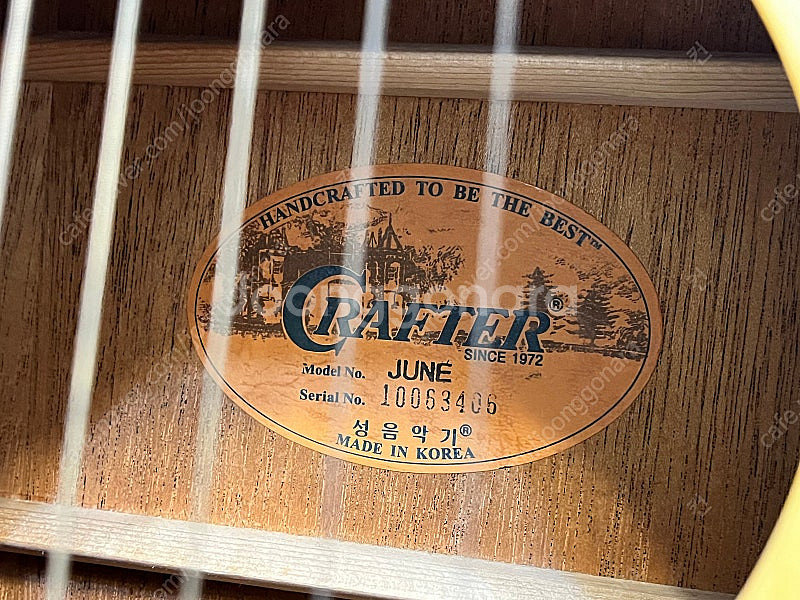 HANDCRAFTED TO BE THE BEST™
CRAFTER®
SINCE 1972
Model No. JUNE
Serial No. 10063406
성음악기®
MADE IN KOREA
joonggonara